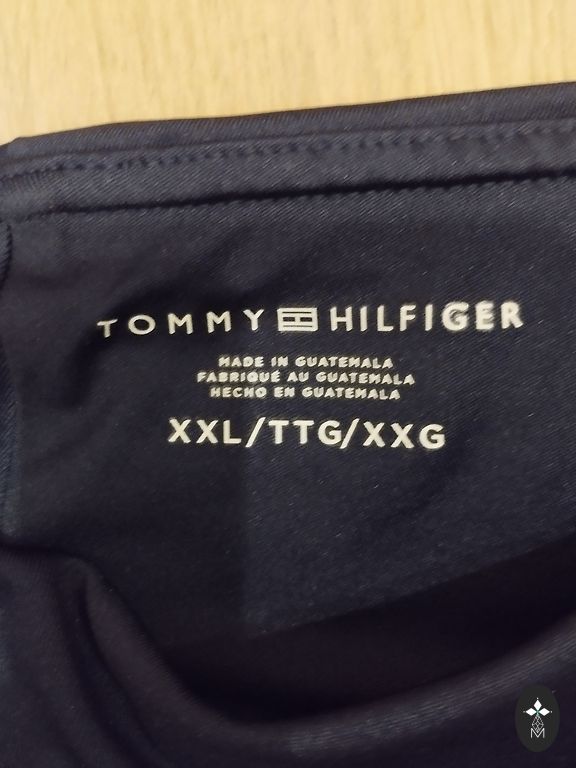 TOMMY HILFIGER
MADE IN GUATEMALA
FABRIQUÉ AU GUATEMALA
HECHO EN GUATEMALA
XXL/TTG/XXG
M